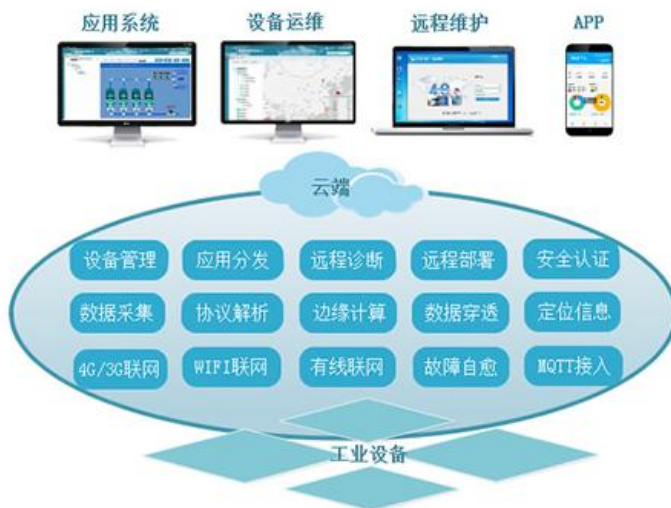 应用系统 设备运维 远程维护 APP
云端
设备管理 应用分发 远程诊断 远程部署 安全认证
数据采集 协议解析 边缘计算 数据穿透 定位信息
4G/3G联网 WIFI联网 有线联网 故障自愈 MQTT接入
工业设备